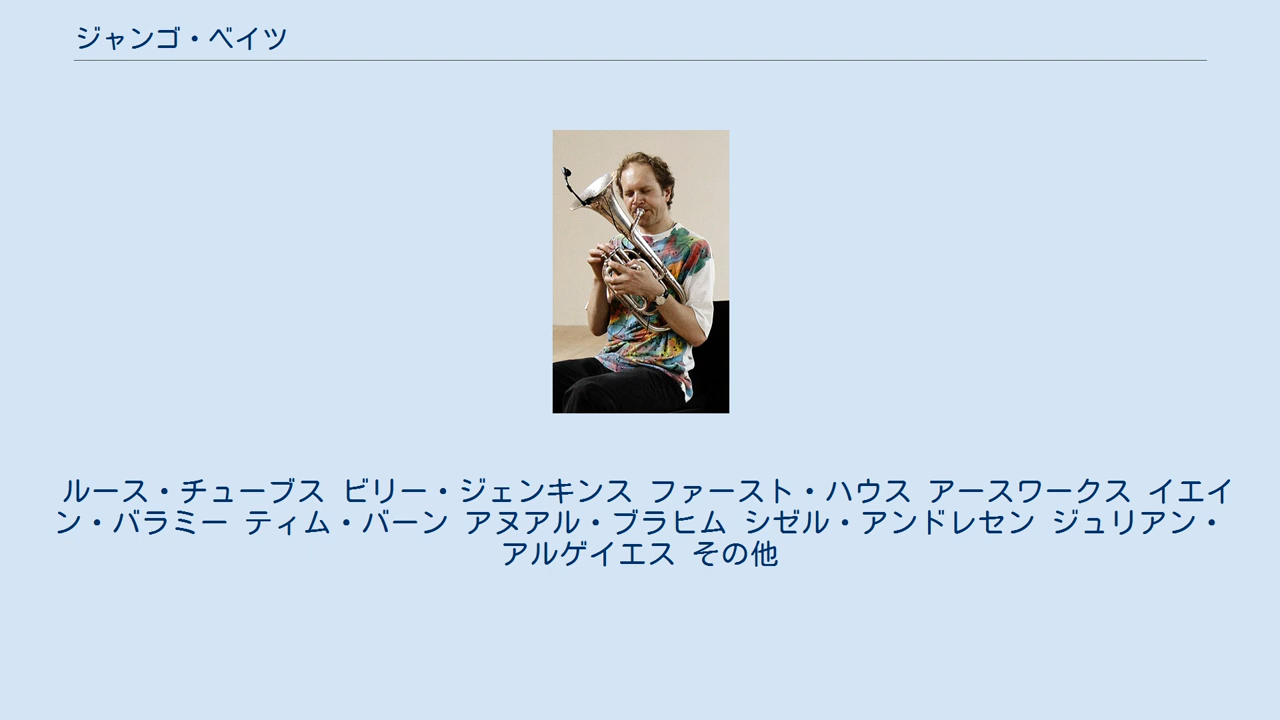 ジャンゴ・ベイツ
ルース・チューブス ビリー・ジェンキンス ファースト・ハウス アースワークス イエイ
ン・バラミー ティム・バーン アヌアル・ブラヒム シゼル・アンドレセン ジュリアン・
アルゲイエス その他